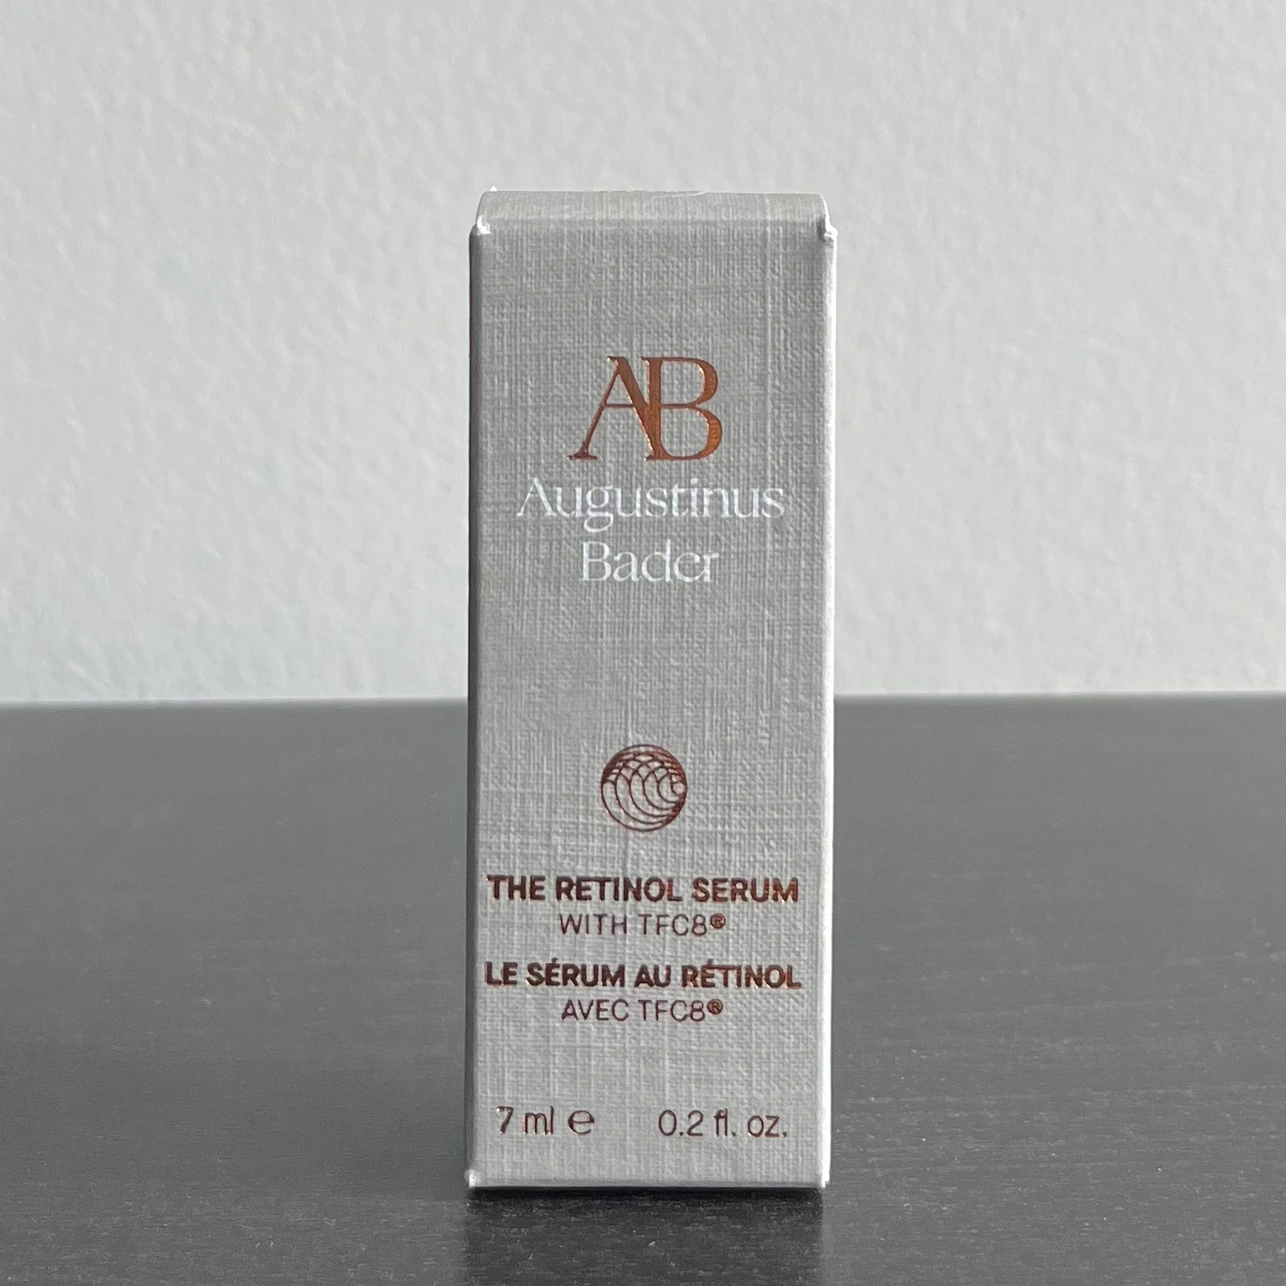 AB
Augustinus
Bader
THE RETINOL SERUM
WITH TFC8®
LE SÉRUM AU RÉTINOL
AVEC TFC8®
7 ml ℮ 0.2 fl. oz.